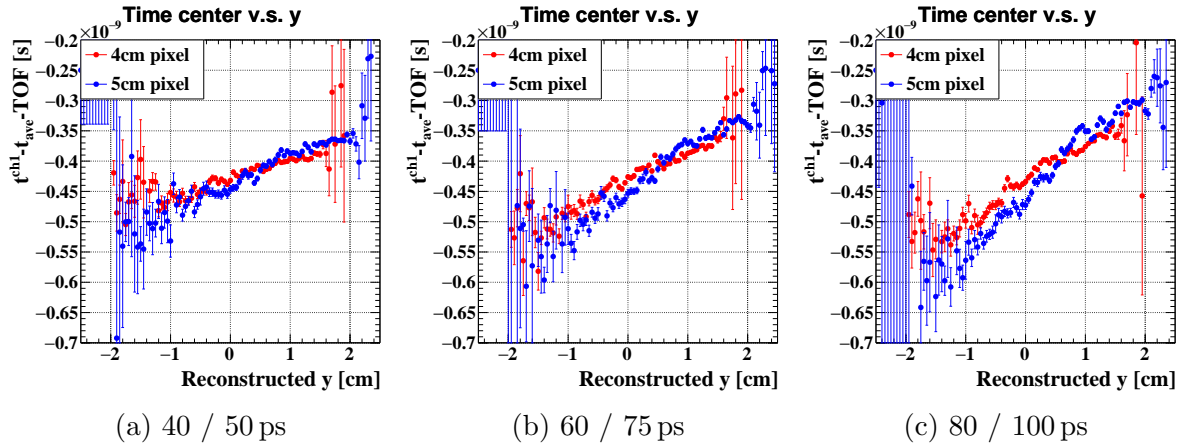 Time center v.s. y
×10⁻⁹
t^ch1-t_ave-TOF [s]
−0.2
−0.25
−0.3
−0.35
−0.4
−0.45
−0.5
−0.55
−0.6
−0.65
−0.7
4cm pixel
5cm pixel
−2 −1 0 1 2
Reconstructed y [cm]
(a) 40 / 50 ps
Time center v.s. y
×10⁻⁹
t^ch1-t_ave-TOF [s]
−0.2
−0.25
−0.3
−0.35
−0.4
−0.45
−0.5
−0.55
−0.6
−0.65
−0.7
4cm pixel
5cm pixel
−2 −1 0 1 2
Reconstructed y [cm]
(b) 60 / 75 ps
Time center v.s. y
×10⁻⁹
t^ch1-t_ave-TOF [s]
−0.2
−0.25
−0.3
−0.35
−0.4
−0.45
−0.5
−0.55
−0.6
−0.65
−0.7
4cm pixel
5cm pixel
−2 −1 0 1 2
Reconstructed y [cm]
(c) 80 / 100 ps